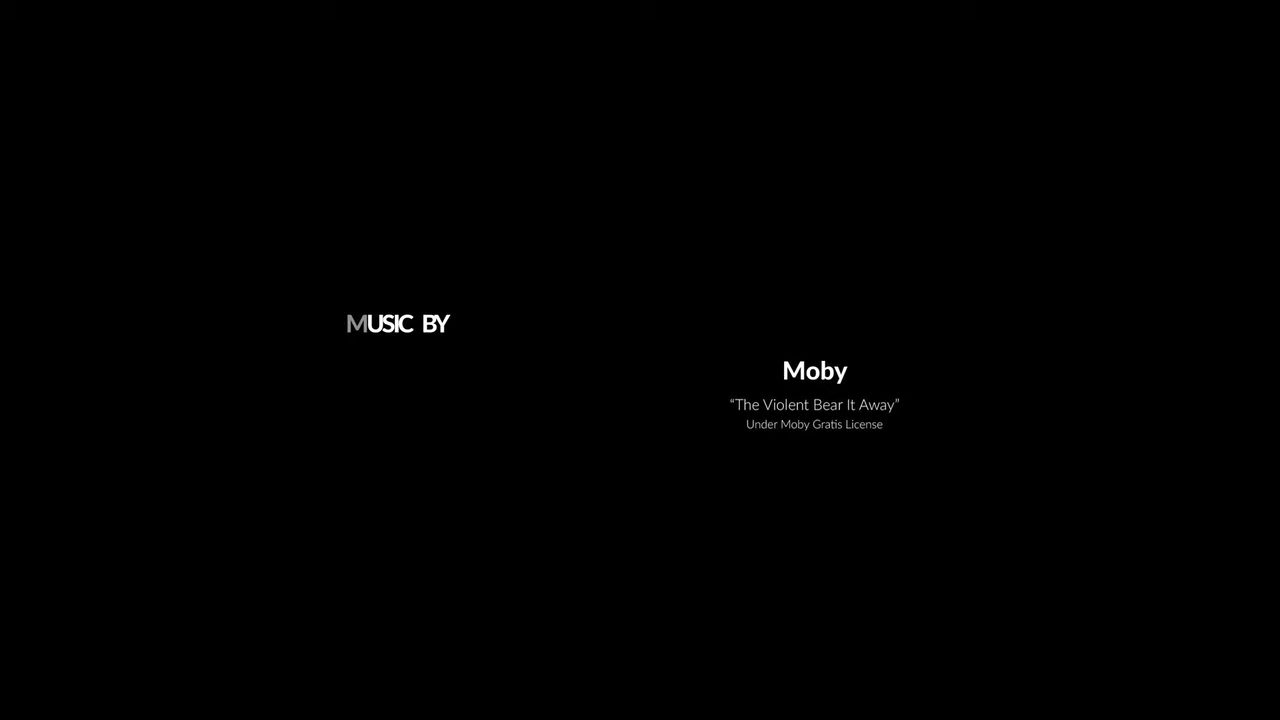 MUSIC BY
Moby
“The Violent Bear It Away”
Under Moby Gratis License